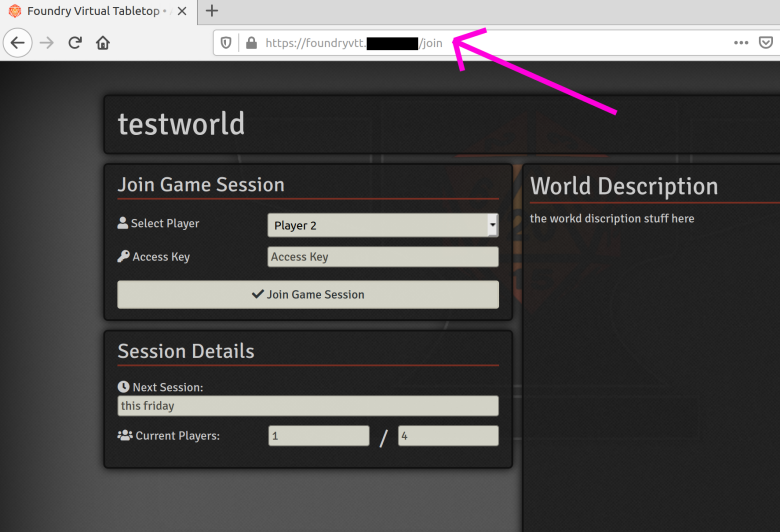 Foundry Virtual Tabletop •
https://foundryvtt. /join
testworld
Join Game Session
Select Player
Player 2
Access Key
Access Key
Join Game Session
Session Details
Next Session:
this friday
Current Players:
1 / 4
World Description
the workd discription stuff here